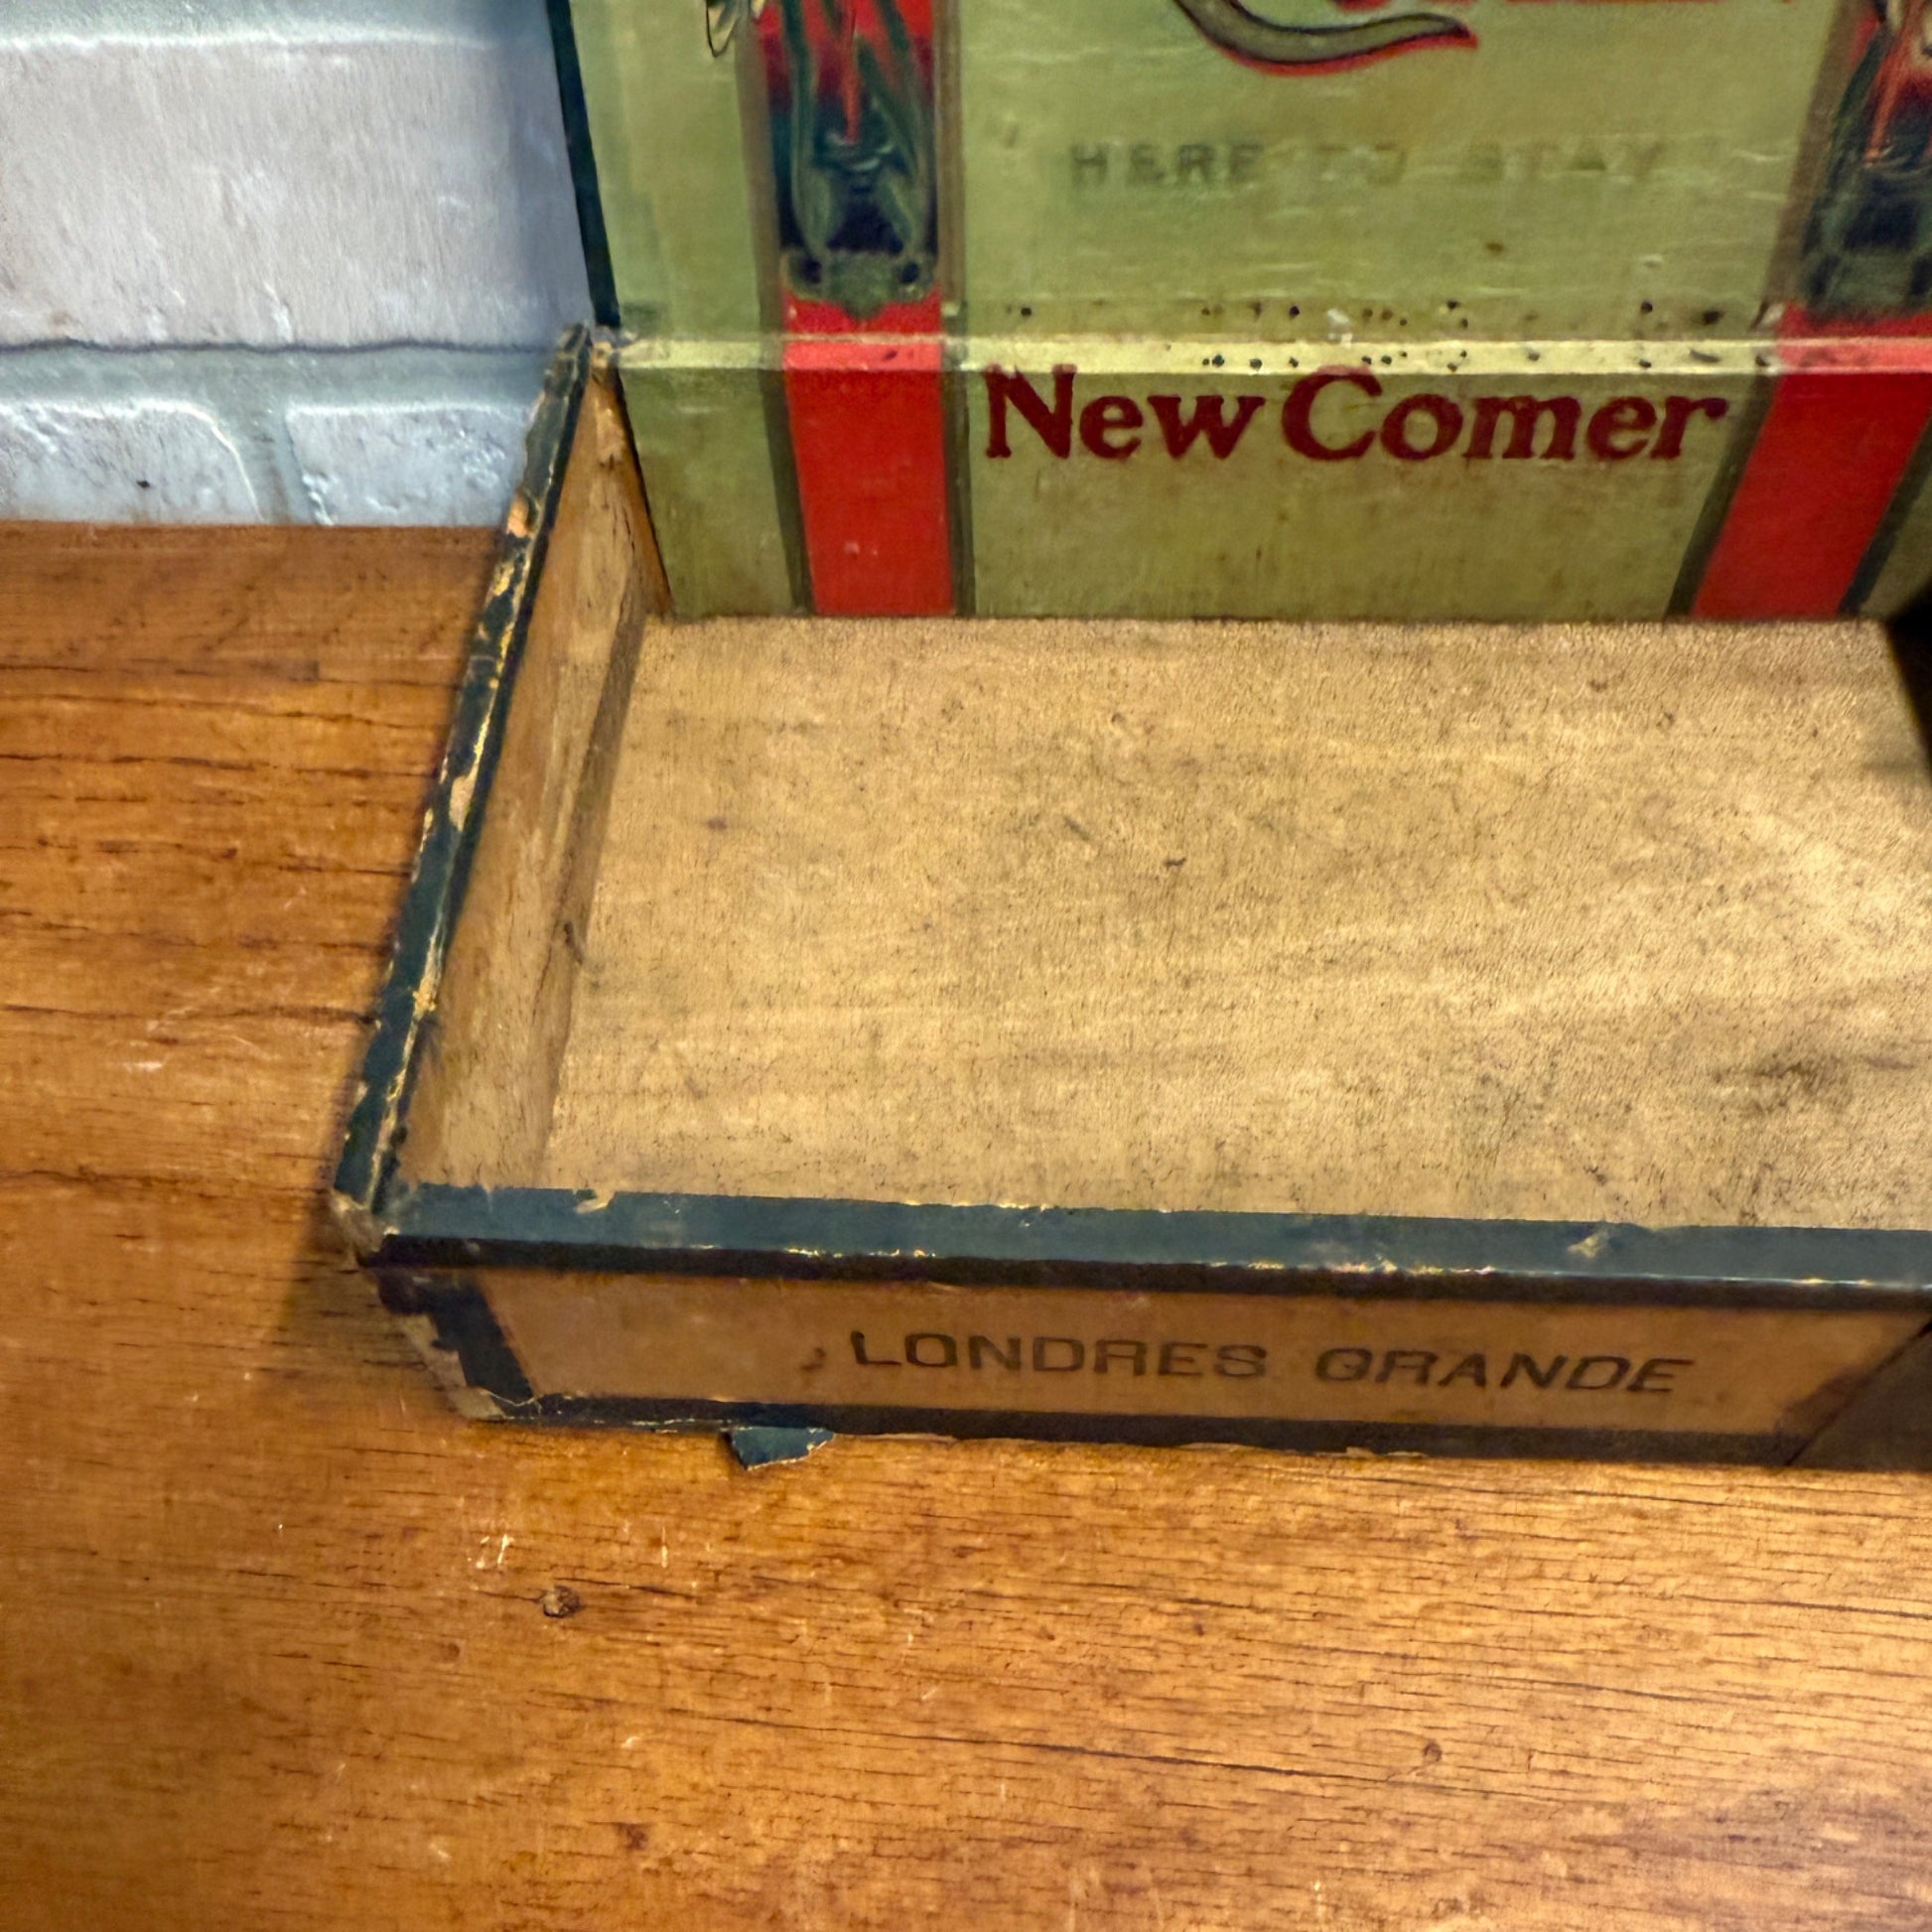 HERE TO STAY
New Comer
LONDRES GRANDE